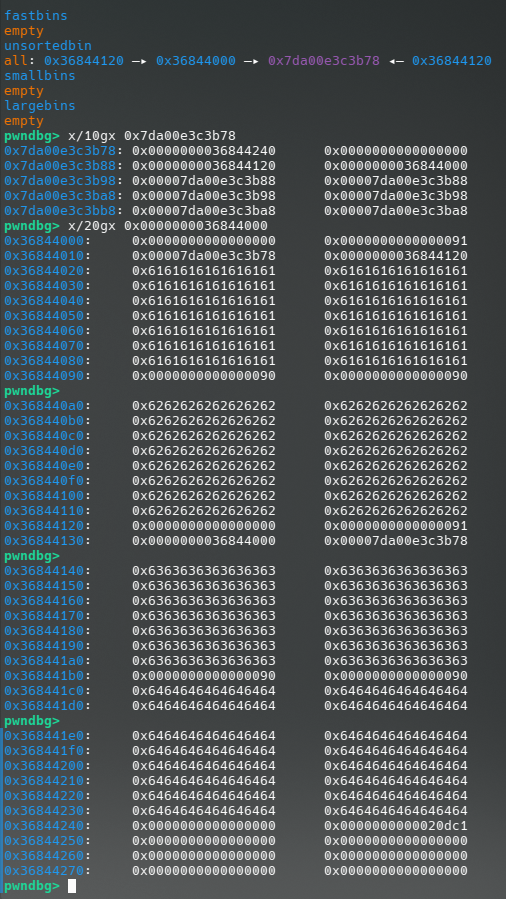 fastbins
empty
unsortedbin
all: 0x36844120 —▸ 0x36844000 —▸ 0x7da00e3c3b78 ◂— 0x36844120
smallbins
empty
largebins
empty
pwndbg> x/10gx 0x7da00e3c3b78
0x7da00e3c3b78: 0x0000000036844240 0x0000000000000000
0x7da00e3c3b88: 0x0000000036844120 0x0000000036844000
0x7da00e3c3b98: 0x00007da00e3c3b88 0x00007da00e3c3b88
0x7da00e3c3ba8: 0x00007da00e3c3b98 0x00007da00e3c3b98
0x7da00e3c3bb8: 0x00007da00e3c3ba8 0x00007da00e3c3ba8
pwndbg> x/20gx 0x0000000036844000
0x36844000: 0x0000000000000000 0x0000000000000091
0x36844010: 0x00007da00e3c3b78 0x0000000036844120
0x36844020: 0x6161616161616161 0x6161616161616161
0x36844030: 0x6161616161616161 0x6161616161616161
0x36844040: 0x6161616161616161 0x6161616161616161
0x36844050: 0x6161616161616161 0x6161616161616161
0x36844060: 0x6161616161616161 0x6161616161616161
0x36844070: 0x6161616161616161 0x6161616161616161
0x36844080: 0x6161616161616161 0x6161616161616161
0x36844090: 0x0000000000000090 0x0000000000000090
pwndbg>
0x368440a0: 0x6262626262626262 0x6262626262626262
0x368440b0: 0x6262626262626262 0x6262626262626262
0x368440c0: 0x6262626262626262 0x6262626262626262
0x368440d0: 0x6262626262626262 0x6262626262626262
0x368440e0: 0x6262626262626262 0x6262626262626262
0x368440f0: 0x6262626262626262 0x6262626262626262
0x36844100: 0x6262626262626262 0x6262626262626262
0x36844110: 0x6262626262626262 0x6262626262626262
0x36844120: 0x0000000000000000 0x0000000000000091
0x36844130: 0x0000000036844000 0x00007da00e3c3b78
pwndbg>
0x36844140: 0x6363636363636363 0x6363636363636363
0x36844150: 0x6363636363636363 0x6363636363636363
0x36844160: 0x6363636363636363 0x6363636363636363
0x36844170: 0x6363636363636363 0x6363636363636363
0x36844180: 0x6363636363636363 0x6363636363636363
0x36844190: 0x6363636363636363 0x6363636363636363
0x368441a0: 0x6363636363636363 0x6363636363636363
0x368441b0: 0x0000000000000090 0x0000000000000090
0x368441c0: 0x6464646464646464 0x6464646464646464
0x368441d0: 0x6464646464646464 0x6464646464646464
pwndbg>
0x368441e0: 0x6464646464646464 0x6464646464646464
0x368441f0: 0x6464646464646464 0x6464646464646464
0x36844200: 0x6464646464646464 0x6464646464646464
0x36844210: 0x6464646464646464 0x6464646464646464
0x36844220: 0x6464646464646464 0x6464646464646464
0x36844230: 0x6464646464646464 0x6464646464646464
0x36844240: 0x0000000000000000 0x0000000000020dc1
0x36844250: 0x0000000000000000 0x0000000000000000
0x36844260: 0x0000000000000000 0x0000000000000000
0x36844270: 0x0000000000000000 0x0000000000000000
pwndbg>